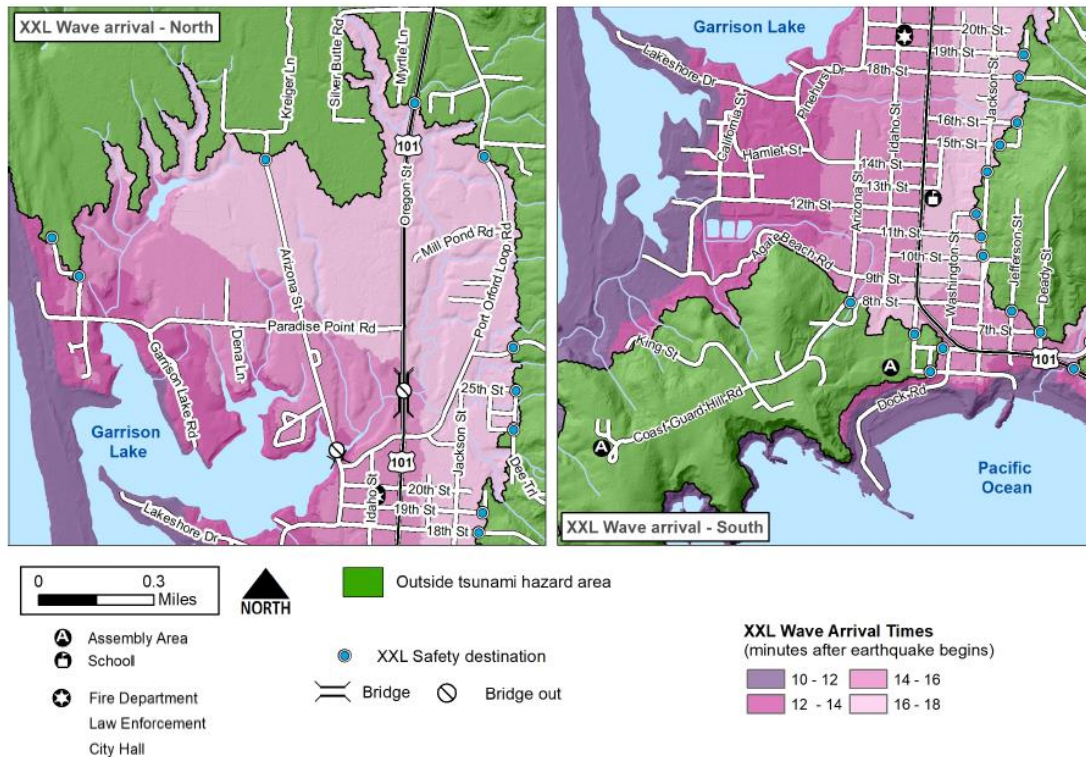 XXL Wave arrival - North
Kreiger Ln
Silver Butte Rd
Myrtle Ln
101
Oregon St
Mill Pond Rd
Port Orford Loop Rd
Arizona St
Paradise Point Rd
Dena Ln
Garrison Lake Rd
25th St
Garrison
Lake
101
Jackson St
Dee Trl
Idaho St
20th St
19th St
18th St
Lakeshore Dr
Garrison Lake
20th St
19th St
18th St
Lakeshore Dr
Pinehurs Dr
California St
Idaho St
Jackson St
16th St
15th St
Hamlet St
14th St
13th St
Arizona St
12th St
11th St
Agate Beach Rd
10th St
Washington St
Jefferson St
Deady St
9th St
8th St
7th St
King St
101
A
Dock Rd
Coast Guard Hill Rd
A
Pacific
Ocean
XXL Wave arrival - South
0 0.3
Miles
NORTH
Outside tsunami hazard area
A Assembly Area
School
Fire Department
Law Enforcement
City Hall
XXL Safety destination
Bridge
Bridge out
XXL Wave Arrival Times
(minutes after earthquake begins)
10 - 12
14 - 16
12 - 14
16 - 18